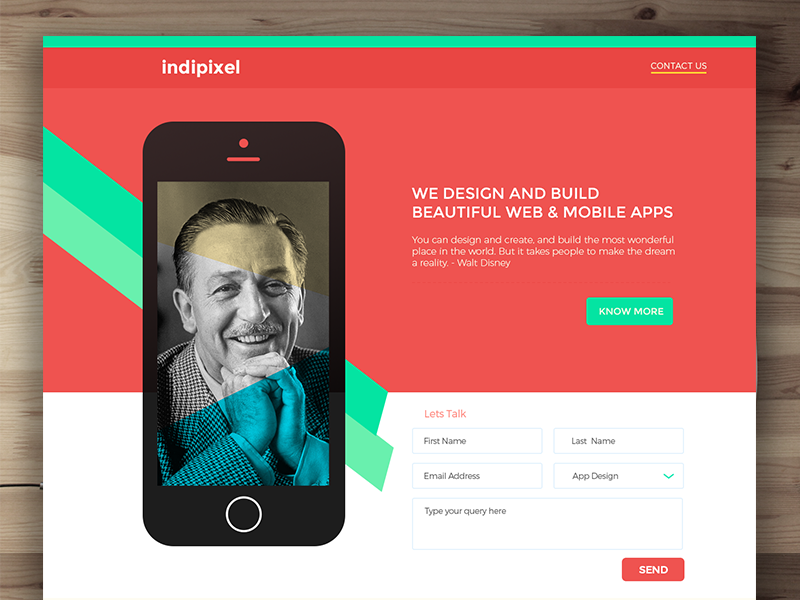 indipixel
CONTACT US
WE DESIGN AND BUILD
BEAUTIFUL WEB & MOBILE APPS
You can design and create, and build the most wonderful
place in the world. But it takes people to make the dream
a reality. - Walt Disney
KNOW MORE
Lets Talk
First Name
Last Name
Email Address
App Design
Type your query here
SEND